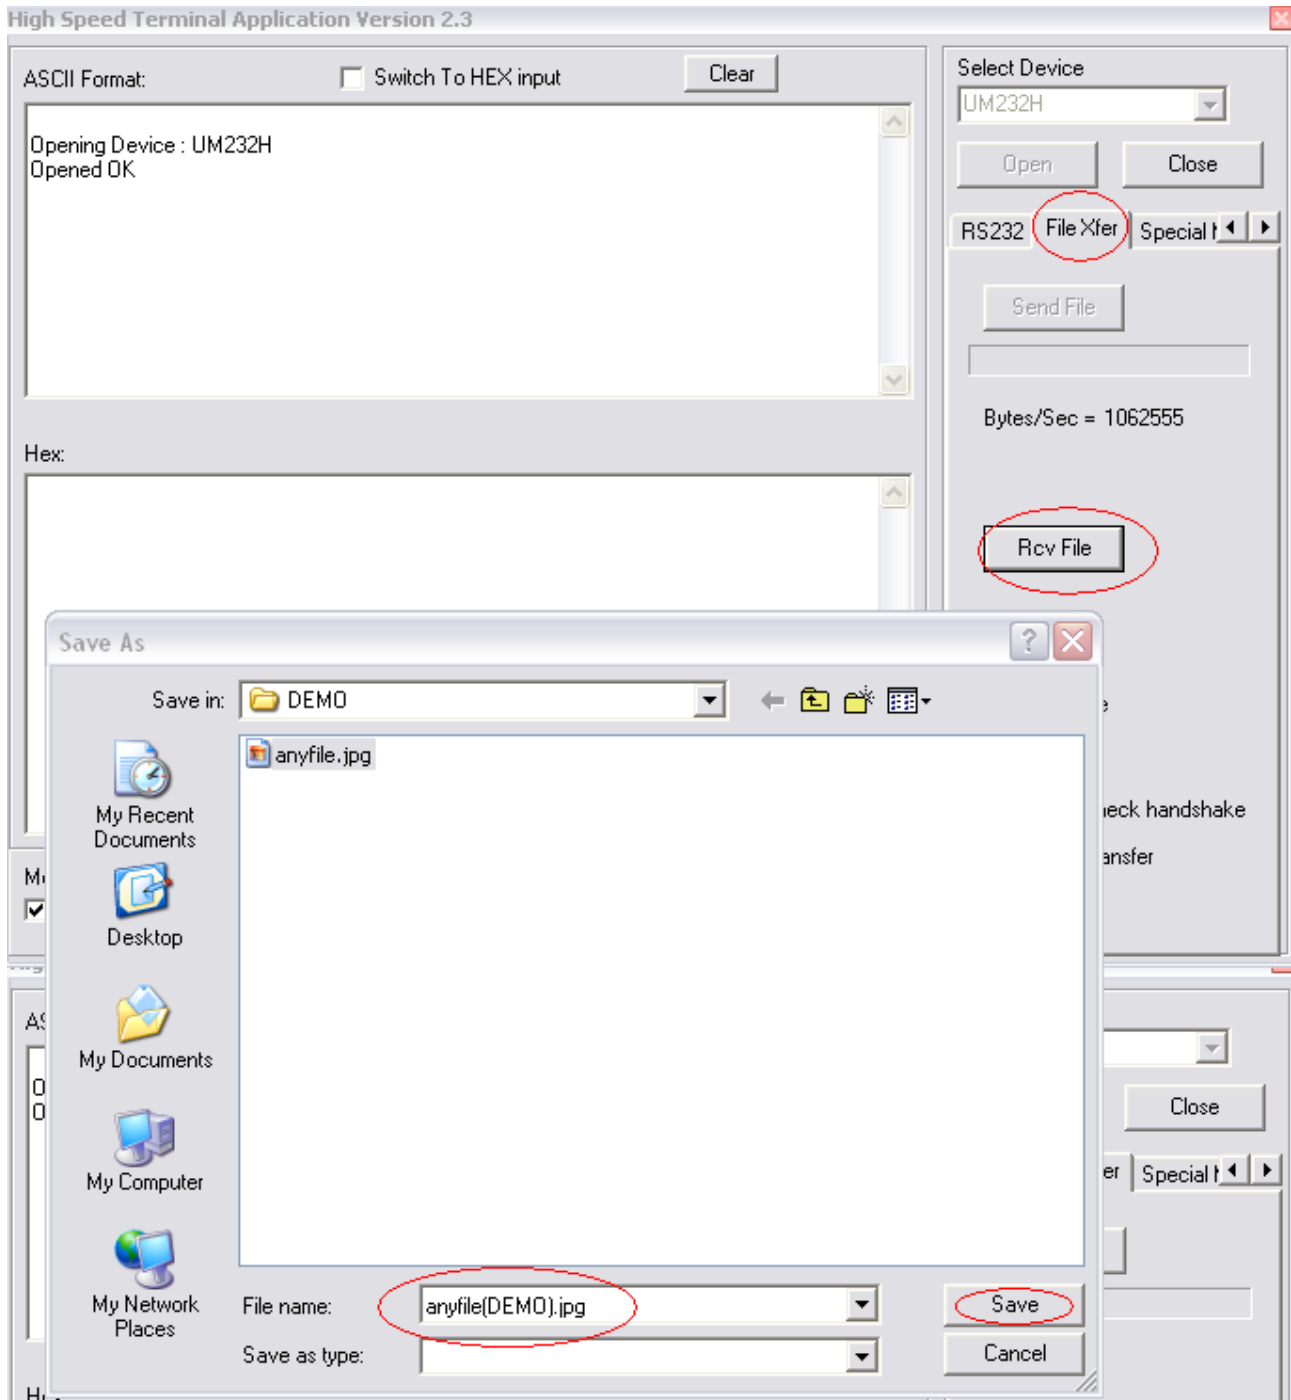 High Speed Terminal Application Version 2.3
ASCII Format:
Switch To HEX input
Clear
Opening Device : UM232H
Opened OK
Hex:
Select Device
UM232H
Open
Close
RS232
File Xfer
Special
Send File
Bytes/Sec = 1062555
Rcv File
handshake
Save As
Save in:
DEMO
anyfile.jpg
My Recent
Documents
Desktop
My Documents
My Computer
My Network
Places
File name:
anyfile(DEMO).jpg
Save
Save as type:
Cancel
Close
Special